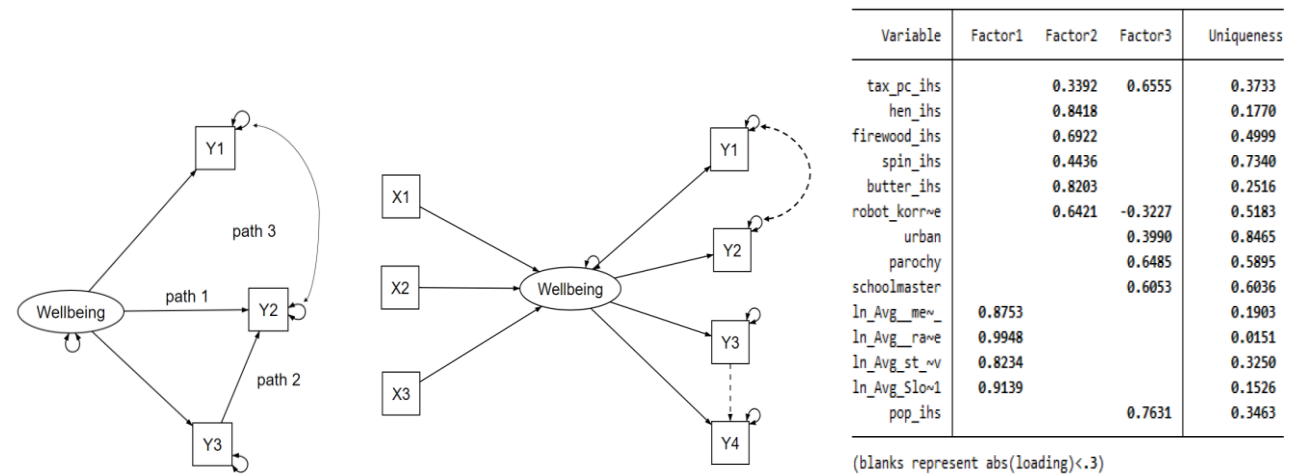 Y1
path 3
Wellbeing
path 1
Y2
path 2
Y3
Y1
X1
Y2
X2
Wellbeing
Y3
X3
Y4
Variable Factor1 Factor2 Factor3 Uniqueness
tax_pc_ihs 0.3392 0.6555 0.3733
hen_ihs 0.8418 0.1770
firewood_ihs 0.6922 0.4999
spin_ihs 0.4436 0.7340
butter_ihs 0.8203 0.2516
robot_korr~e 0.6421 -0.3227 0.5183
urban 0.3990 0.8465
parochy 0.6485 0.5895
schoolmaster 0.6053 0.6036
ln_Avg__me~_ 0.8753 0.1903
ln_Avg__ra~e 0.9948 0.0151
ln_Avg_st_~v 0.8234 0.3250
ln_Avg_Slo~1 0.9139 0.1526
pop_ihs 0.7631 0.3463
(blanks represent abs(loading)<.3)